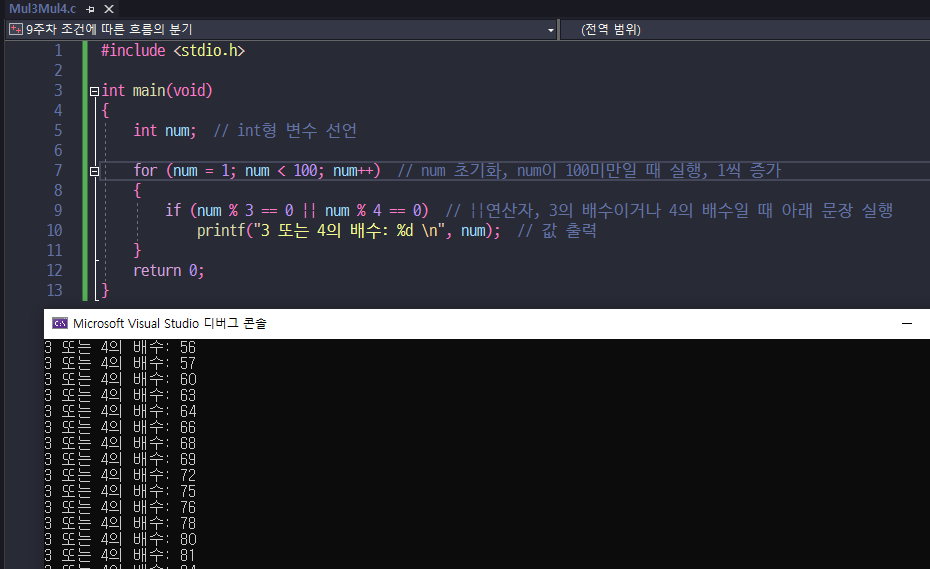 Mul3Mul4.c
9주차 조건에 따른 흐름의 분기 (전역 범위)
1 #include <stdio.h>
2
3 int main(void)
4 {
5 int num; // int형 변수 선언
6
7 for (num = 1; num < 100; num++) // num 초기화, num이 100미만일 때 실행, 1씩 증가
8 {
9 if (num % 3 == 0 || num % 4 == 0) // ||연산자, 3의 배수이거나 4의 배수일 때 아래 문장 실행
10 printf("3 또는 4의 배수: %d \n", num); // 값 출력
11 }
12 return 0;
13 }
Microsoft Visual Studio 디버그 콘솔
3 또는 4의 배수: 56
3 또는 4의 배수: 57
3 또는 4의 배수: 60
3 또는 4의 배수: 63
3 또는 4의 배수: 64
3 또는 4의 배수: 66
3 또는 4의 배수: 68
3 또는 4의 배수: 69
3 또는 4의 배수: 72
3 또는 4의 배수: 75
3 또는 4의 배수: 76
3 또는 4의 배수: 78
3 또는 4의 배수: 80
3 또는 4의 배수: 81